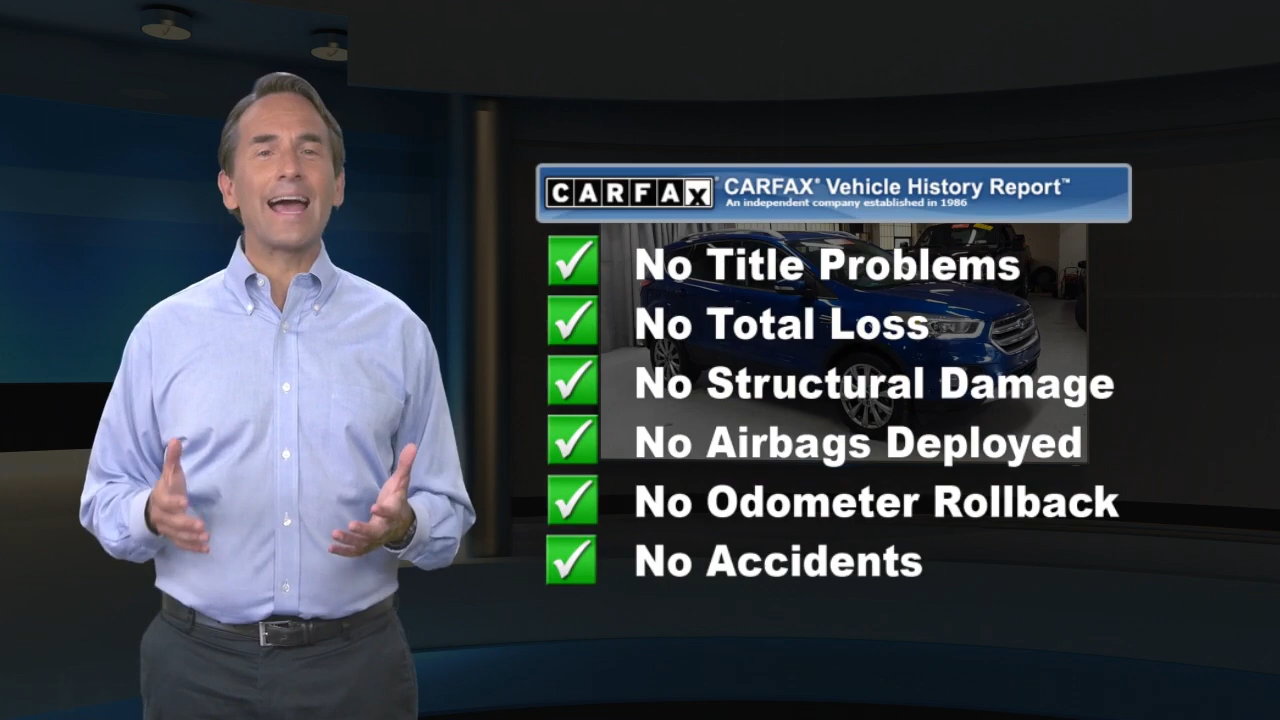 CARFAX
CARFAX® Vehicle History Report™
An independent company established in 1986
No Title Problems
No Total Loss
No Structural Damage
No Airbags Deployed
No Odometer Rollback
No Accidents